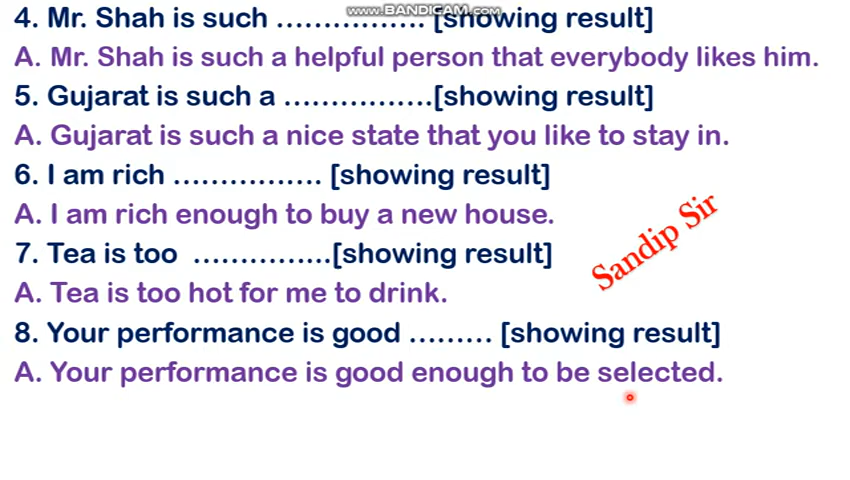 www.BANDICAM.com
4. Mr. Shah is such ……………. [showing result]
A. Mr. Shah is such a helpful person that everybody likes him.
5. Gujarat is such a …………….[showing result]
A. Gujarat is such a nice state that you like to stay in.
6. I am rich ……………. [showing result]
A. I am rich enough to buy a new house.
7. Tea is too …………...[showing result]
A. Tea is too hot for me to drink.
8. Your performance is good ……… [showing result]
A. Your performance is good enough to be selected.
Sandip Sir